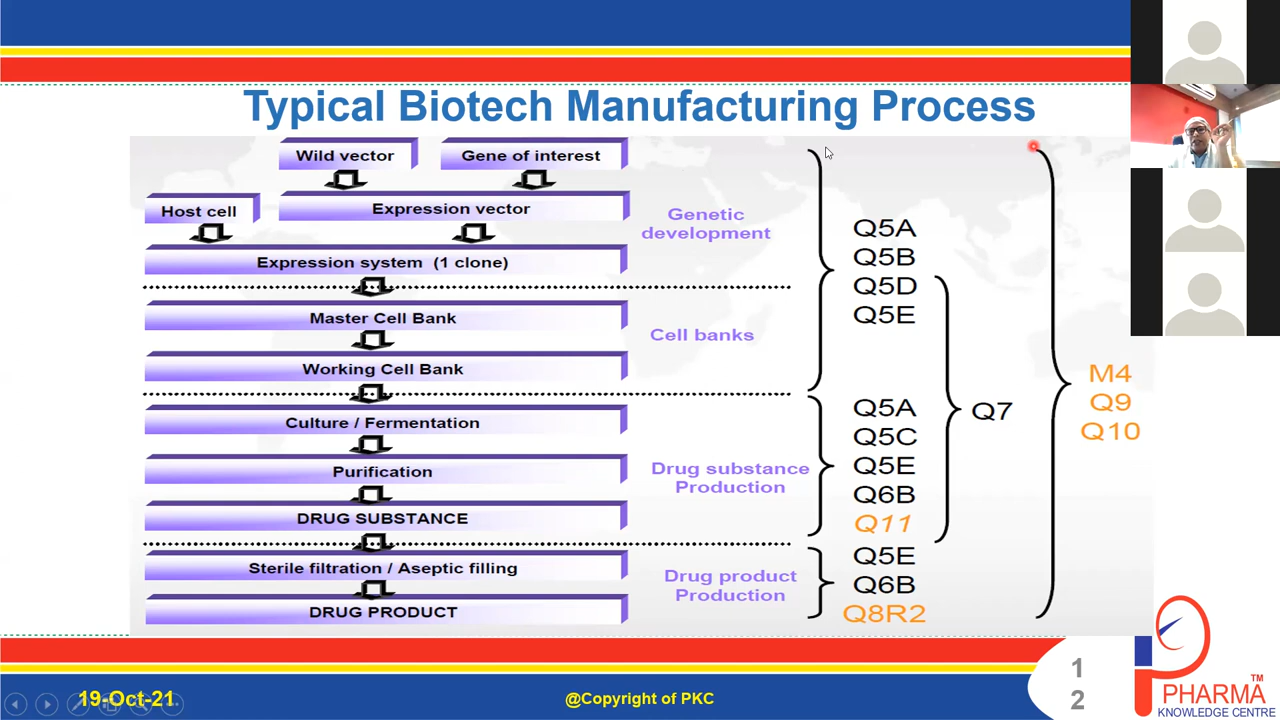 Typical Biotech Manufacturing Process
Wild vector
Gene of interest
Host cell
Expression vector
Genetic
development
Expression system (1 clone)
Master Cell Bank
Cell banks
Working Cell Bank
Culture / Fermentation
Purification
Drug substance
Production
DRUG SUBSTANCE
Sterile filtration / Aseptic filling
Drug product
Production
DRUG PRODUCT
Q5A
Q5B
Q5D
Q5E
Q5A
Q5C
Q5E
Q6B
Q11
Q5E
Q6B
Q8R2
Q7
M4
Q9
Q10
19-Oct-21
@Copyright of PKC
1
2
PHARMA
TM
KNOWLEDGE CENTRE